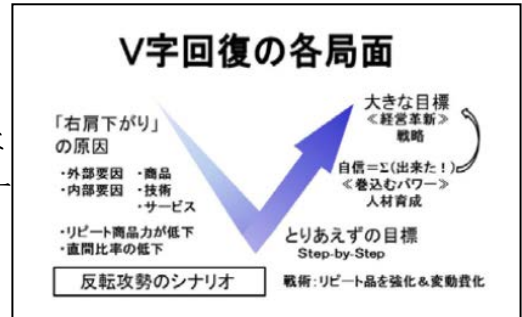 V字回復の各局面
「右肩下がり」
の原因
・外部要因 ・商品
・内部要因 ・技術
・サービス
・リピート商品力が低下
・直間比率の低下
反転攻勢のシナリオ
大きな目標
≪経営革新≫
戦略
自信=Σ(出来た!)
≪巻込むパワー≫
人材育成
とりあえずの目標
Step-by-Step
戦術:リピート品を強化&変動費化